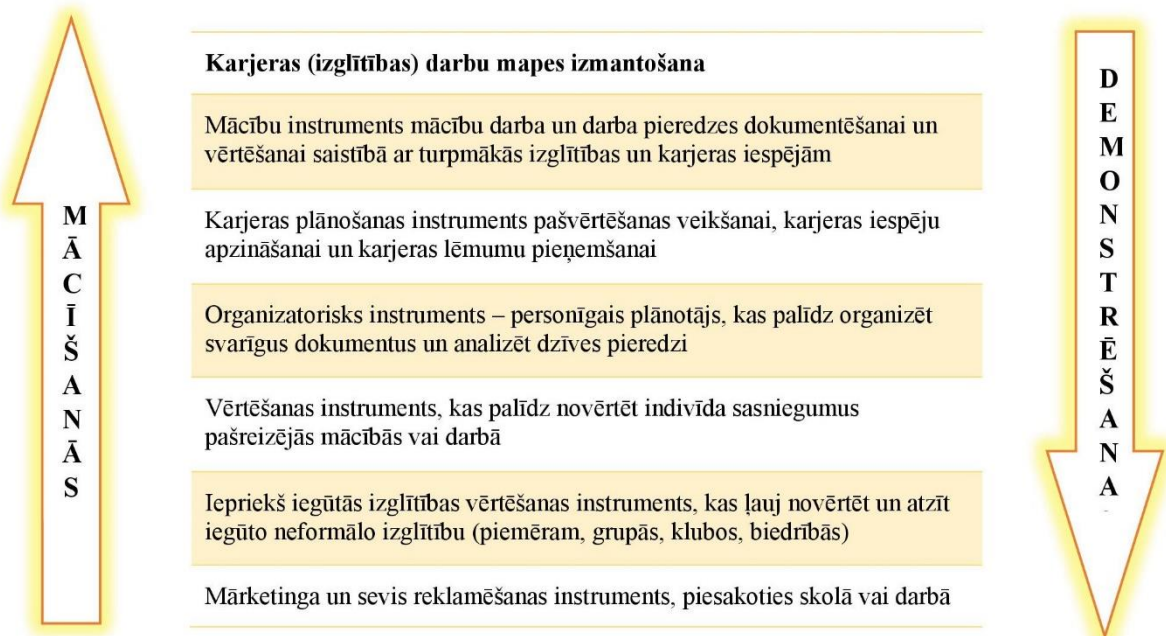 Karjeras (izglītības) darbu mapes izmantošana
Mācību instruments mācību darba un darba pieredzes dokumentēšanai un
vērtēšanai saistībā ar turpmākās izglītības un karjeras iespējām
Karjeras plānošanas instruments pašvērtēšanas veikšanai, karjeras iespēju
apzināšanai un karjeras lēmumu pieņemšanai
Organizatorisks instruments – personīgais plānotājs, kas palīdz organizēt
svarīgus dokumentus un analizēt dzīves pieredzi
Vērtēšanas instruments, kas palīdz novērtēt indivīda sasniegumus
pašreizējās mācībās vai darbā
Iepriekš iegūtās izglītības vērtēšanas instruments, kas ļauj novērtēt un atzīt
iegūto neformālo izglītību (piemēram, grupās, klubos, biedrībās)
Mārketinga un sevis reklamēšanas instruments, piesakoties skolā vai darbā
MĀCĪŠANĀS
DEMONSTRĒŠANA